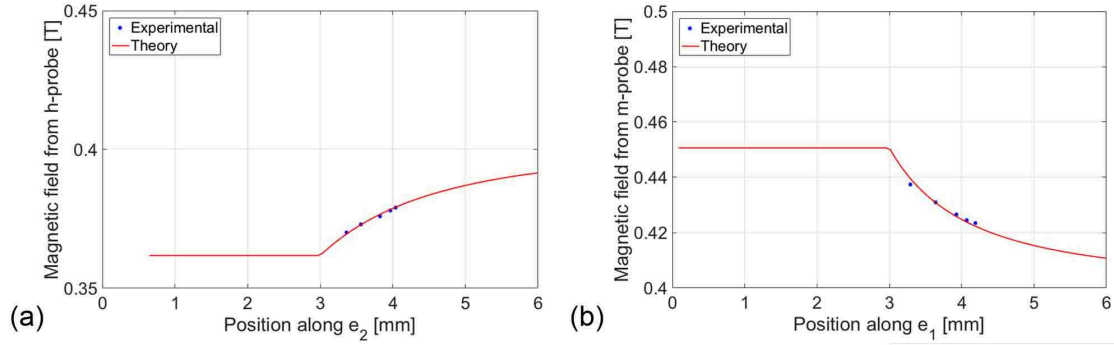 0.45
0.4
0.35
Magnetic field from h-probe [T]
Experimental
Theory
0 1 2 3 4 5 6
Position along e2 [mm]
(a)
0.5
0.48
0.46
0.44
0.42
0.4
Magnetic field from m-probe [T]
Experimental
Theory
0 1 2 3 4 5 6
Position along e1 [mm]
(b)